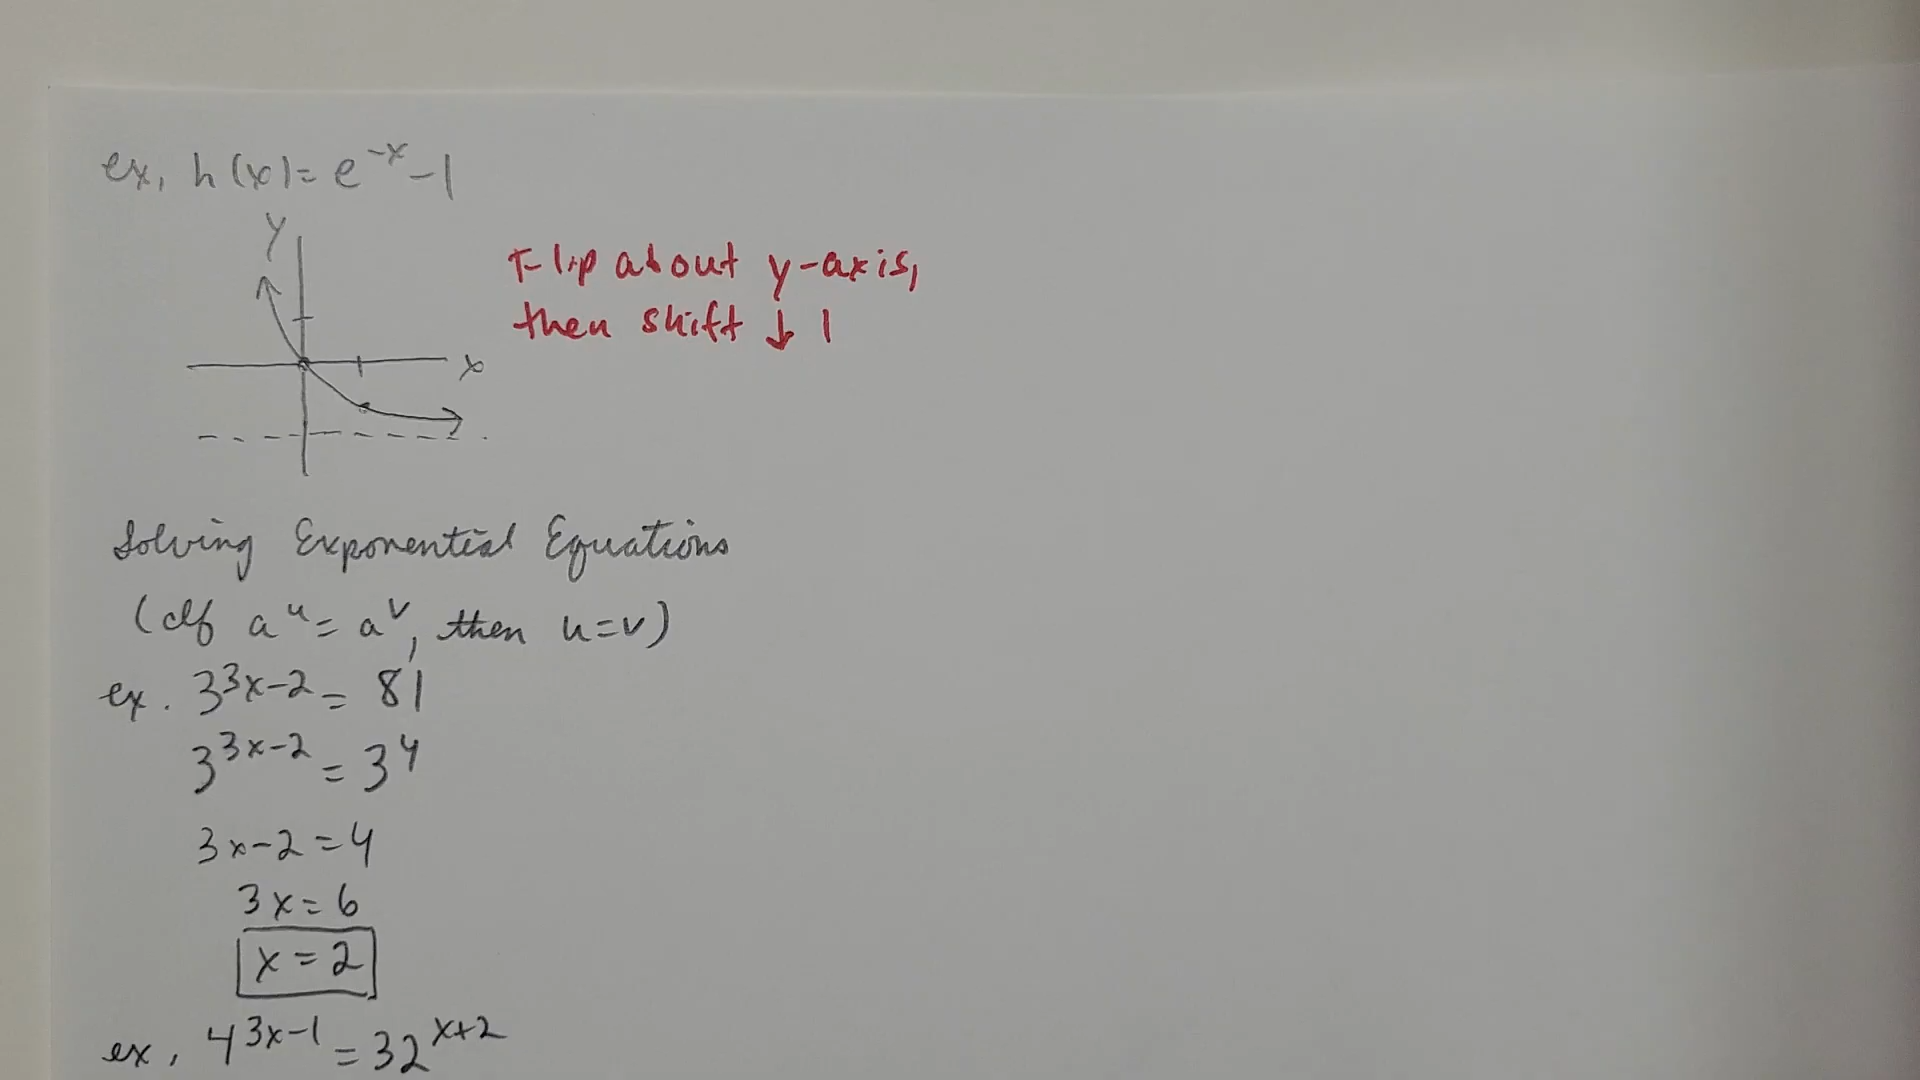 ex, h(x) = e^{-x} - 1
y
Flip about y-axis,
then shift ↓ 1
x
Solving Exponential Equations
(If a^u = a^v, then u = v)
ex. 3^{3x-2} = 81
3^{3x-2} = 3^4
3x - 2 = 4
3x = 6
x = 2
ex, 4^{3x-1} = 32^{x+2}